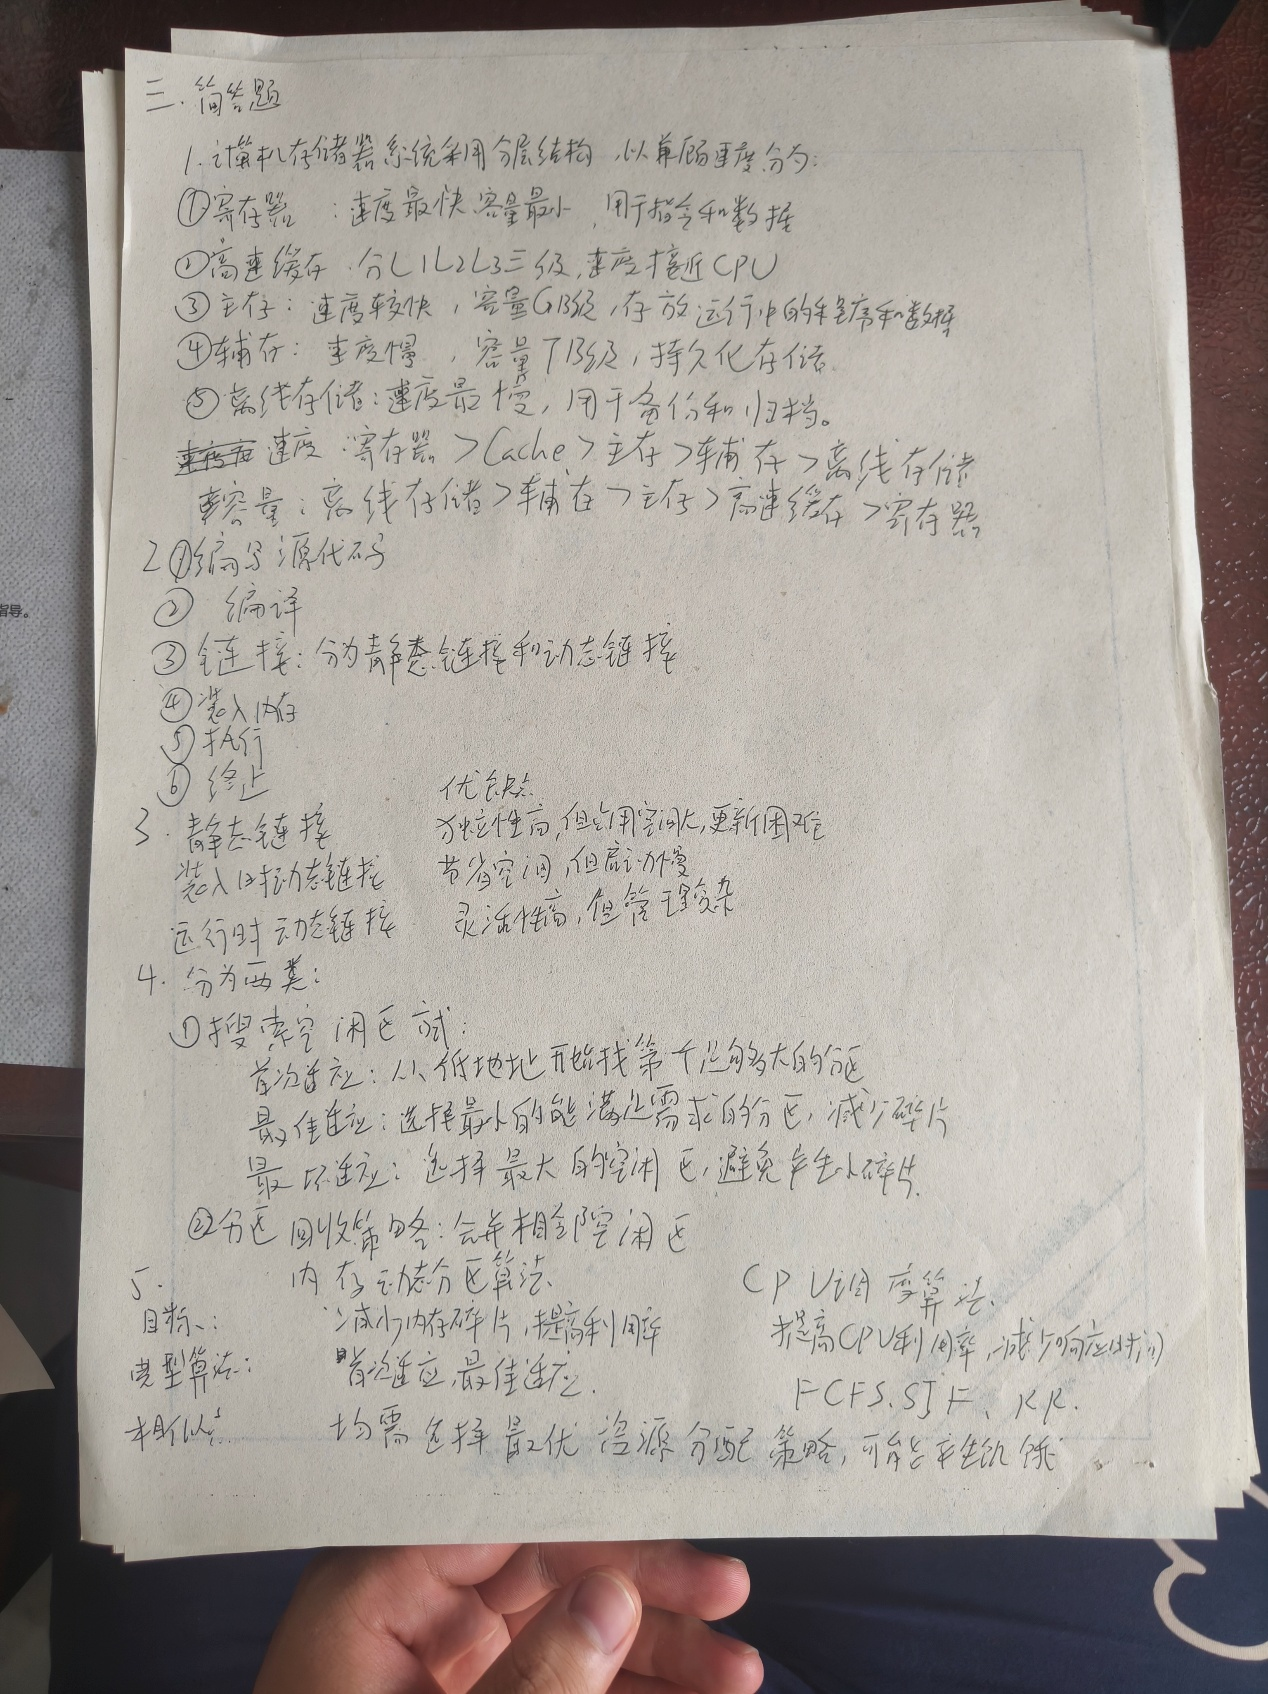 三.简答题
1.计算机存储器系统采用分层结构,以兼顾速度分为:
①寄存器:速度最快容量最小,用于指令和数据
②高速缓存.分L1L2L3三级,速度接近CPU
③主存:速度较快,容量GB级,存放运行中的程序和数据
④辅存:速度慢,容量TB级,持久化存储
⑤离线存储:速度最慢,用于备份和归档。
速度:寄存器>Cache>主存>辅存>离线存储
容量:离线存储>辅存>主存>高速缓存>寄存器
2①编写源代码
② 编译
指导。
③链接:分为静态链接和动态链接
④装入内存
⑤执行
⑥终止 优缺点
3.静态链接 独立性高,但占用空间大,更新困难
装入时动态链接 节省空间,但启动慢
运行时动态链接 灵活性高,但管理复杂
4.分为两类:
①搜索空闲区式:
首次适应:从低地址开始找第一个足够大的分区
最佳适应:选择最小的能满足需求的分区,减少碎片
最坏适应:选择最大的空闲区,避免产生小碎片.
②分区回收策略:合并相邻空闲区
5. 内存动态分区算法. CPU调度算法.
目标: 减少内存碎片,提高利用率 提高CPU利用率,减少响应时间
典型算法: 首次适应,最佳适应. FCFS.SJF、RR.
相似点: 均需选择最优资源分配策略,可能产生饥饿